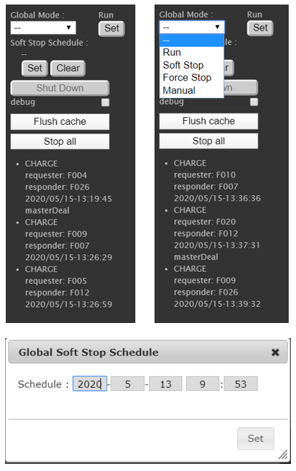 Global Mode :
Run
--
Set
Soft Stop Schedule :
--
Set
Clear
Shut Down
debug
Flush cache
Stop all
• CHARGE
requester: F004
responder: F026
2020/05/15-13:19:45
masterDeal
• CHARGE
requester: F009
responder: F007
2020/05/15-13:26:29
• CHARGE
requester: F005
responder: F012
2020/05/15-13:26:59
Global Mode :
Run
--
Set
--
Run
Soft Stop
Force Stop
Manual
debug
Flush cache
Stop all
• CHARGE
requester: F010
responder: F007
2020/05/15-13:36:36
• CHARGE
requester: F020
responder: F012
2020/05/15-13:37:31
masterDeal
• CHARGE
requester: F009
responder: F026
2020/05/15-13:39:32
Global Soft Stop Schedule
Schedule : 2020-5-13 9:53
Set